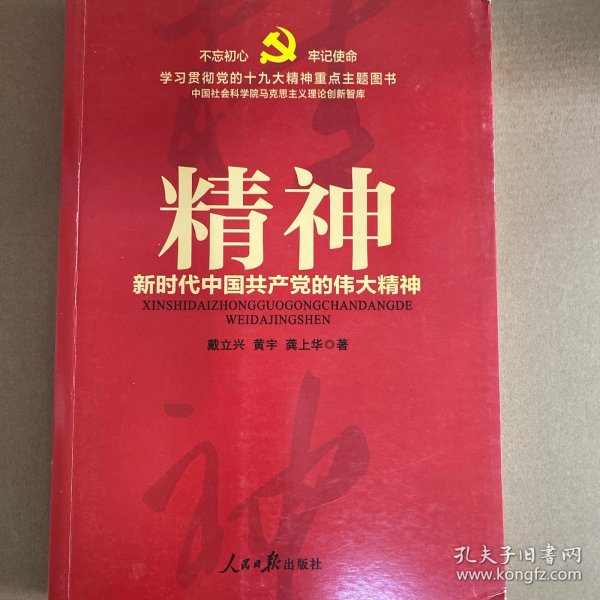 不忘初心 牢记使命
学习贯彻党的十九大精神重点主题图书
中国社会科学院马克思主义理论创新智库
精神
新时代中国共产党的伟大精神
XINSHIDAIZHONGGUOGONGCHANDANGDE
WEIDAJINGSHEN
戴立兴 黄宇 龚上华◎著
人民日报出版社
孔夫子旧书网
www.kongfz.com
精
神